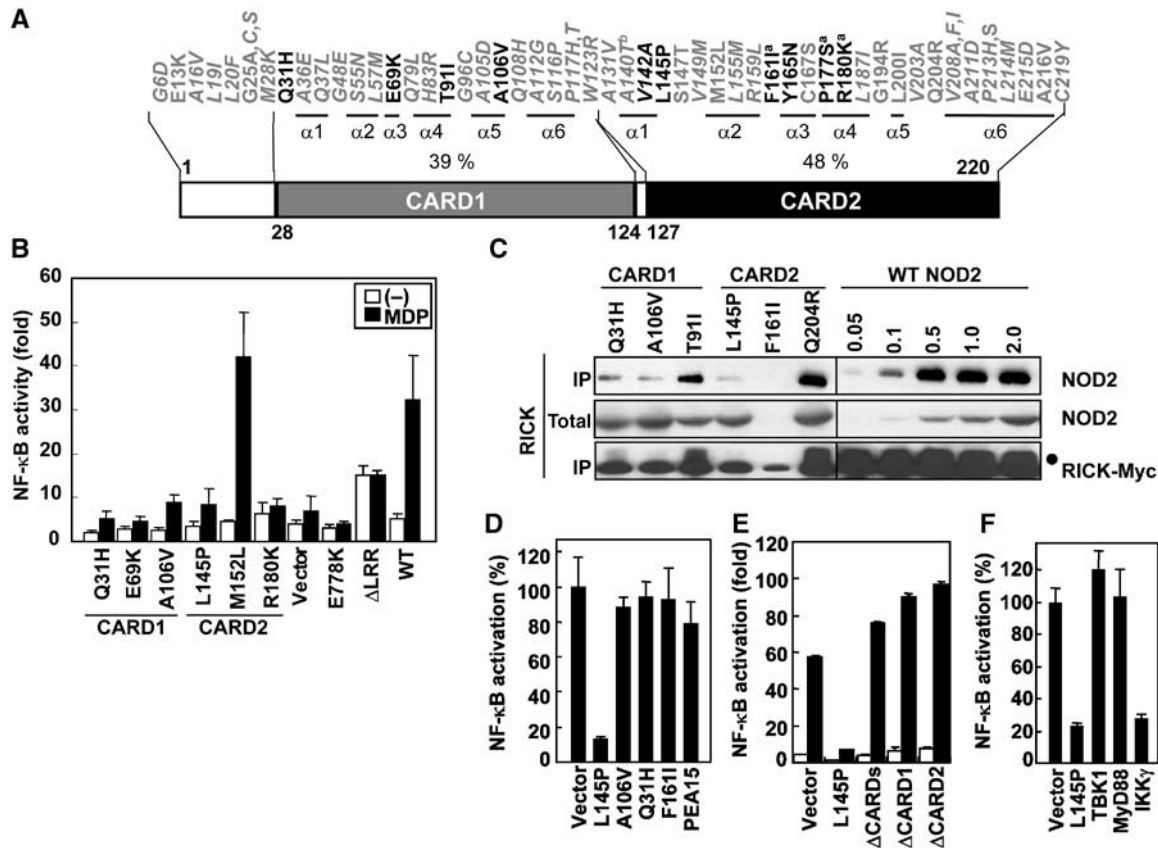 A
G6D E13K A16V L19I L20F G25A,C,S M28K Q31H A36E Q37L G48E S55N L57M E69K Q79L H83R T91I G96C A105D A106V Q108H A112G S116P P117H,T W123R A131V A140Tb V142A L145P S147T V149M M152L L155M R159L F161Ia Y165N C167S P177Sa R180Ka L187I G194R L200I V203A Q204R V208A,F,I A211D P213H,S L214M E215D A216V C219Y
α1 α2 α3 α4 α5 α6 α1 α2 α3 α4 α5 α6
1 39 % 48 % 220
CARD1 CARD2
28 124 127
B
NF-κB activity (fold)
60
50
40
30
20
10
0
(–)
MDP
Q31H E69K A106V L145P M152L R180K Vector E778K ΔLRR WT
CARD1 CARD2
C
CARD1 CARD2 WT NOD2
Q31H A106V T91I L145P F161I Q204R 0.05 0.1 0.5 1.0 2.0
RICK
IP NOD2
Total NOD2
IP RICK-Myc
D
NF-κB activation (%)
120
100
80
60
40
20
0
Vector L145P A106V Q31H F161I PEA15
E
NF-κB activation (fold)
120
100
80
60
40
20
0
Vector L145P ΔCARDs ΔCARD1 ΔCARD2
F
NF-κB activation (%)
120
100
80
60
40
20
0
Vector L145P TBK1 MyD88 IKKγ